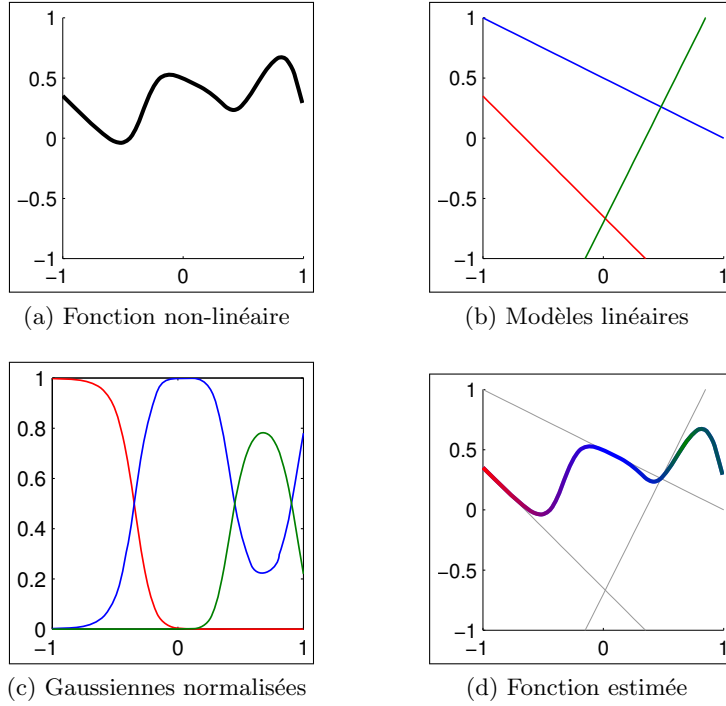 1
0.5
0
−0.5
−1
−1 0 1
(a) Fonction non-linéaire
1
0.5
0
−0.5
−1
−1 0 1
(b) Modèles linéaires
1
0.8
0.6
0.4
0.2
0
−1 0 1
(c) Gaussiennes normalisées
1
0.5
0
−0.5
−1
−1 0 1
(d) Fonction estimée